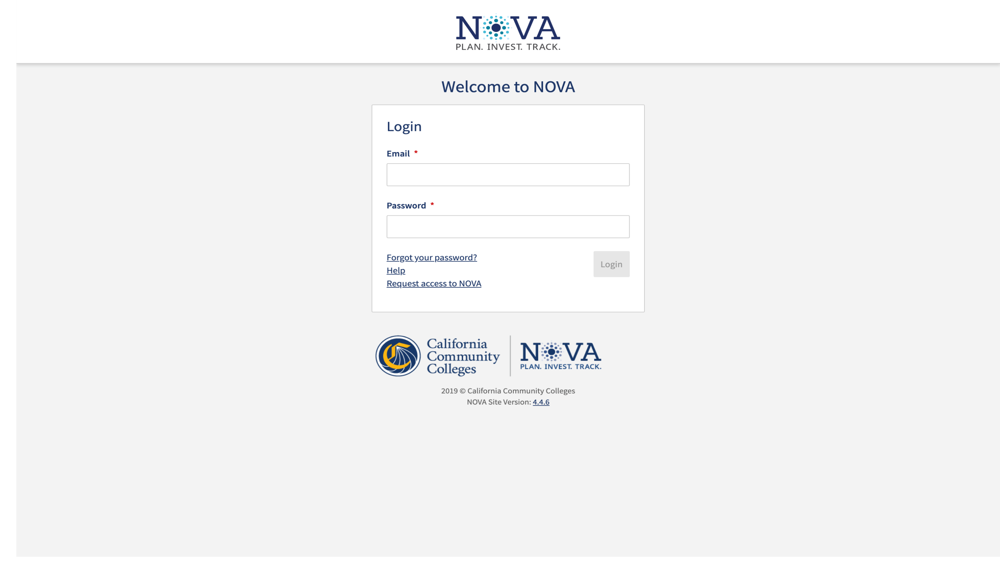 NOVA
PLAN. INVEST. TRACK.
Welcome to NOVA
Login
Email *
Password *
Forgot your password?
Login
Help
Request access to NOVA
California
Community
Colleges
NOVA
PLAN. INVEST. TRACK.
2019 © California Community Colleges
NOVA Site Version: 4.4.6